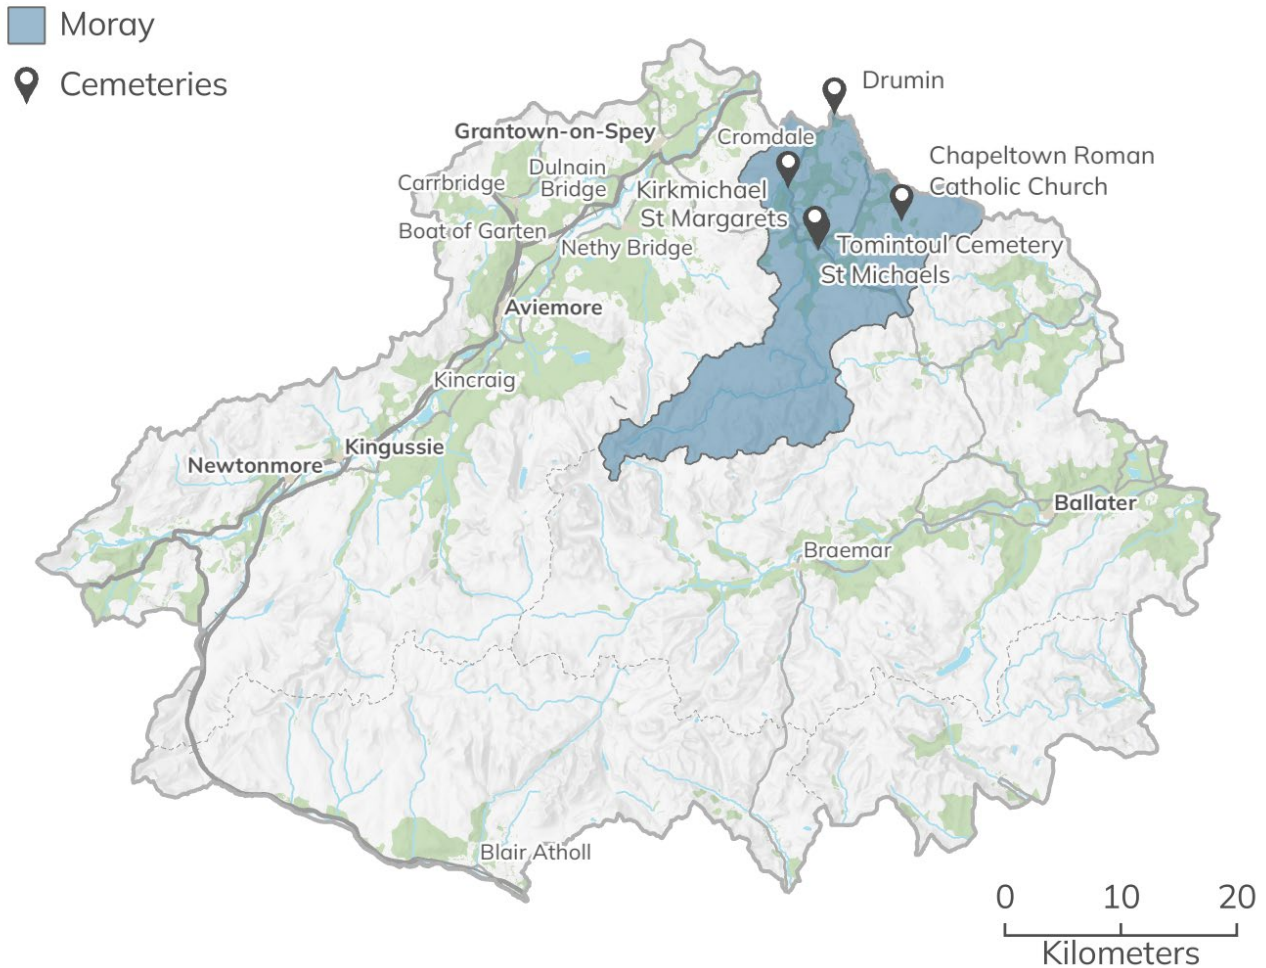 Moray
Cemeteries
Drumin
Grantown-on-Spey
Cromdale
Chapeltown Roman
Catholic Church
Dulnain
Bridge
Carrbridge
Kirkmichael
St Margarets
Boat of Garten
Nethy Bridge
Tomintoul Cemetery
St Michaels
Aviemore
Kincraig
Kingussie
Newtonmore
Ballater
Braemar
Blair Atholl
0 10 20
Kilometers